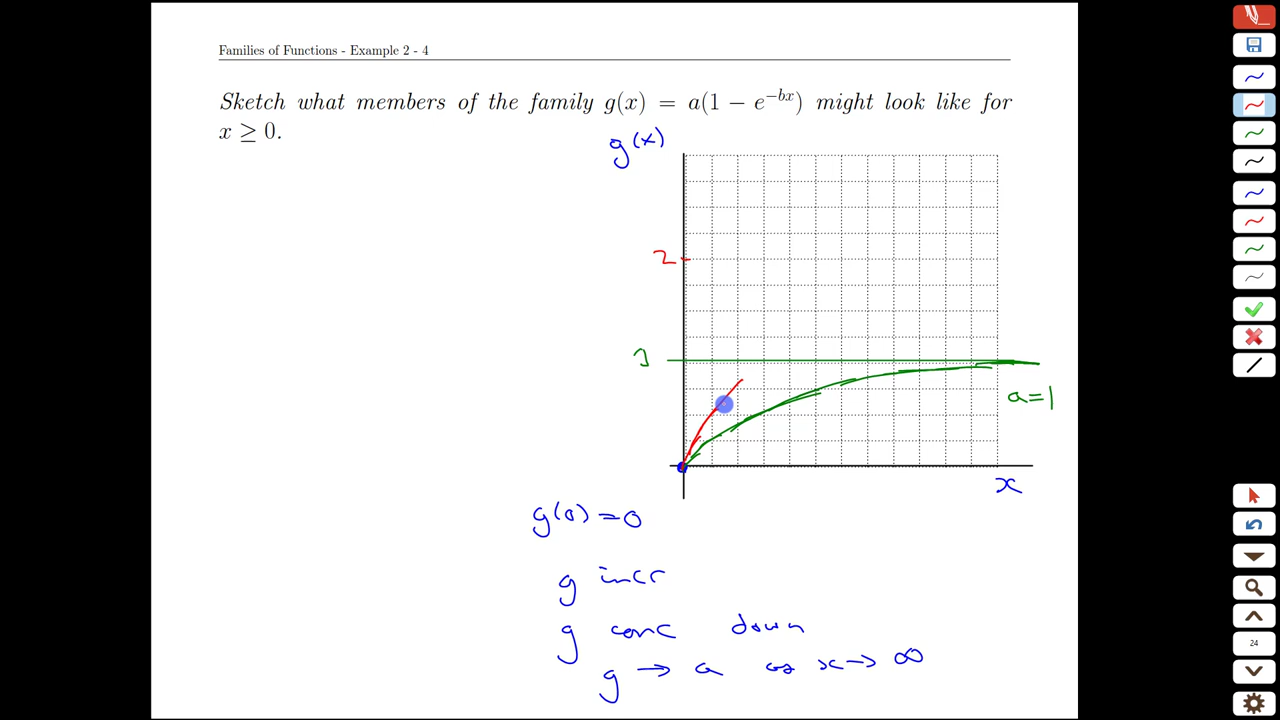 Families of Functions - Example 2 - 4
Sketch what members of the family g(x) = a(1 − e^{−bx}) might look like for
x ≥ 0.
g(x)
2
a=1
x
g(0) = 0
g incr
g conc down
g → a as x → ∞
24